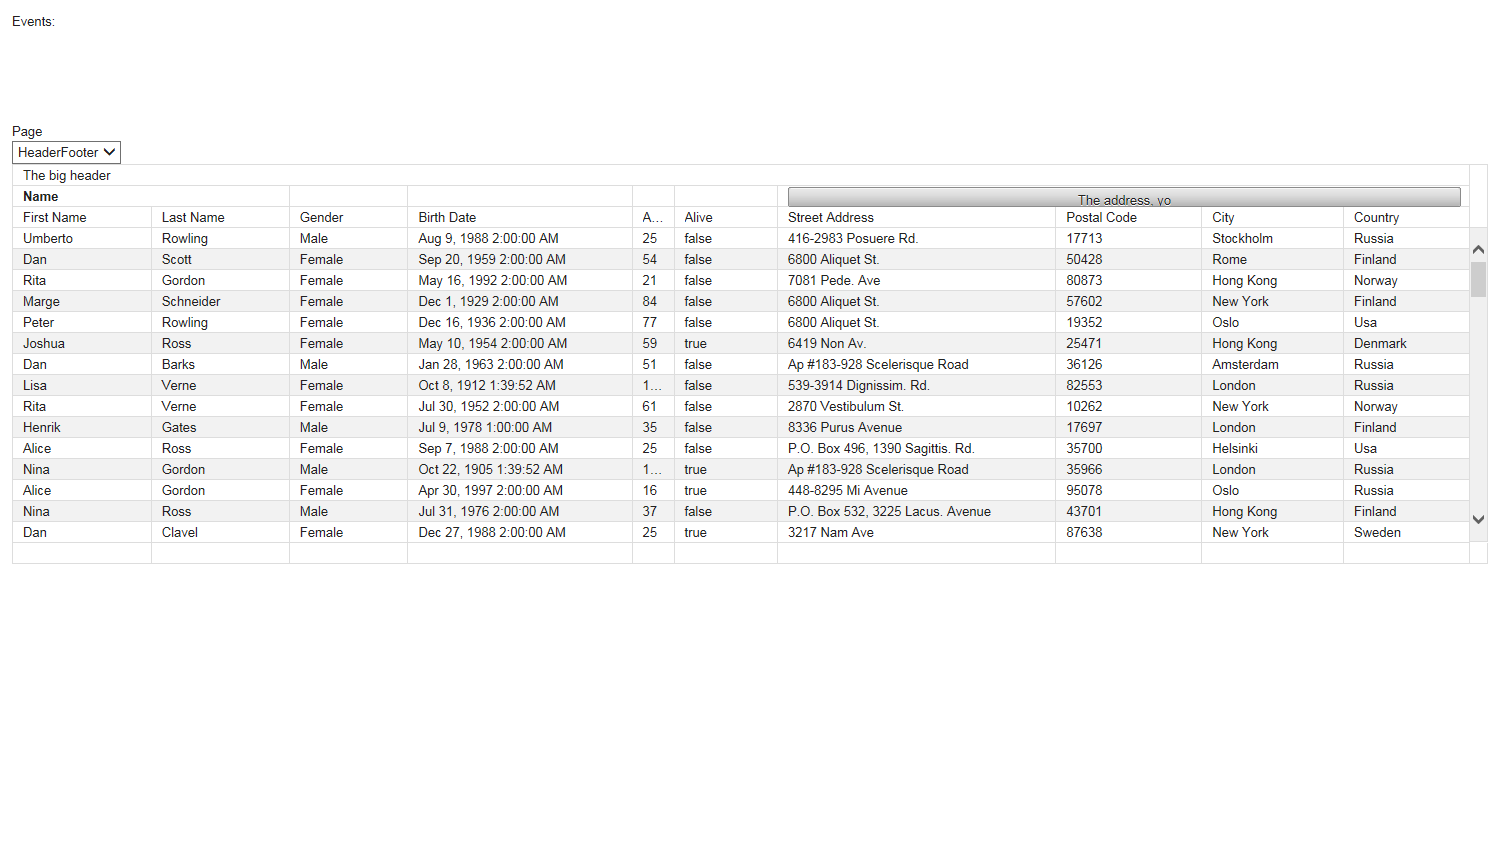 Events:
Page
HeaderFooter
The big header
Name The address, yo
First Name Last Name Gender Birth Date A... Alive Street Address Postal Code City Country
Umberto Rowling Male Aug 9, 1988 2:00:00 AM 25 false 416-2983 Posuere Rd. 17713 Stockholm Russia
Dan Scott Female Sep 20, 1959 2:00:00 AM 54 false 6800 Aliquet St. 50428 Rome Finland
Rita Gordon Female May 16, 1992 2:00:00 AM 21 false 7081 Pede. Ave 80873 Hong Kong Norway
Marge Schneider Female Dec 1, 1929 2:00:00 AM 84 false 6800 Aliquet St. 57602 New York Finland
Peter Rowling Female Dec 16, 1936 2:00:00 AM 77 false 6800 Aliquet St. 19352 Oslo Usa
Joshua Ross Female May 10, 1954 2:00:00 AM 59 true 6419 Non Av. 25471 Hong Kong Denmark
Dan Barks Male Jan 28, 1963 2:00:00 AM 51 false Ap #183-928 Scelerisque Road 36126 Amsterdam Russia
Lisa Verne Female Oct 8, 1912 1:39:52 AM 1... false 539-3914 Dignissim. Rd. 82553 London Russia
Rita Verne Female Jul 30, 1952 2:00:00 AM 61 false 2870 Vestibulum St. 10262 New York Norway
Henrik Gates Male Jul 9, 1978 1:00:00 AM 35 false 8336 Purus Avenue 17697 London Finland
Alice Ross Female Sep 7, 1988 2:00:00 AM 25 false P.O. Box 496, 1390 Sagittis. Rd. 35700 Helsinki Usa
Nina Gordon Male Oct 22, 1905 1:39:52 AM 1... true Ap #183-928 Scelerisque Road 35966 London Russia
Alice Gordon Female Apr 30, 1997 2:00:00 AM 16 true 448-8295 Mi Avenue 95078 Oslo Russia
Nina Ross Male Jul 31, 1976 2:00:00 AM 37 false P.O. Box 532, 3225 Lacus. Avenue 43701 Hong Kong Finland
Dan Clavel Female Dec 27, 1988 2:00:00 AM 25 true 3217 Nam Ave 87638 New York Sweden